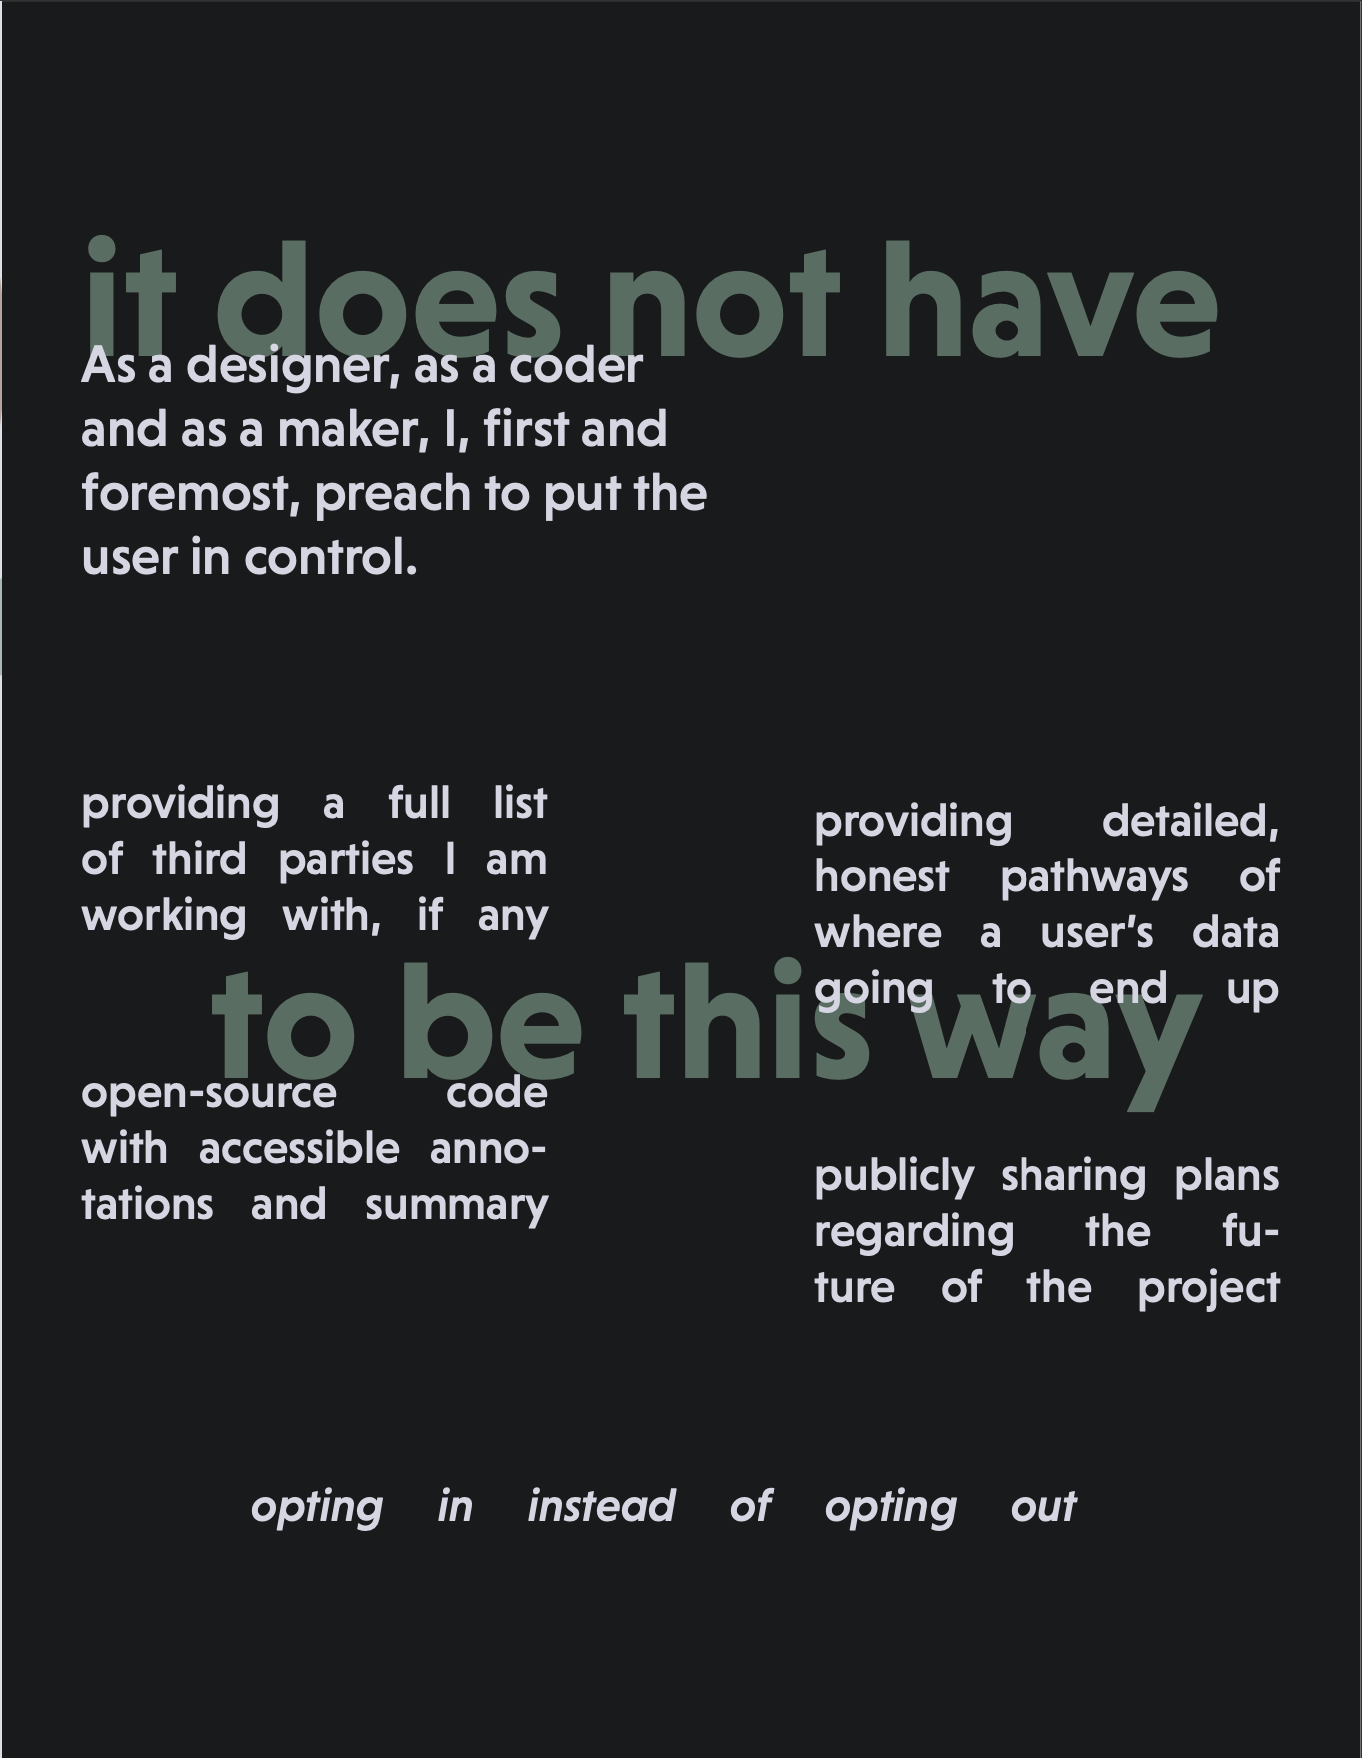 it does not have
As a designer, as a coder
and as a maker, I, first and
foremost, preach to put the
user in control.
providing a full list
of third parties I am
working with, if any
providing detailed,
honest pathways of
where a user’s data
going to end up
to be this way
open-source code
with accessible anno-
tations and summary
publicly sharing plans
regarding the fu-
ture of the project
opting in instead of opting out